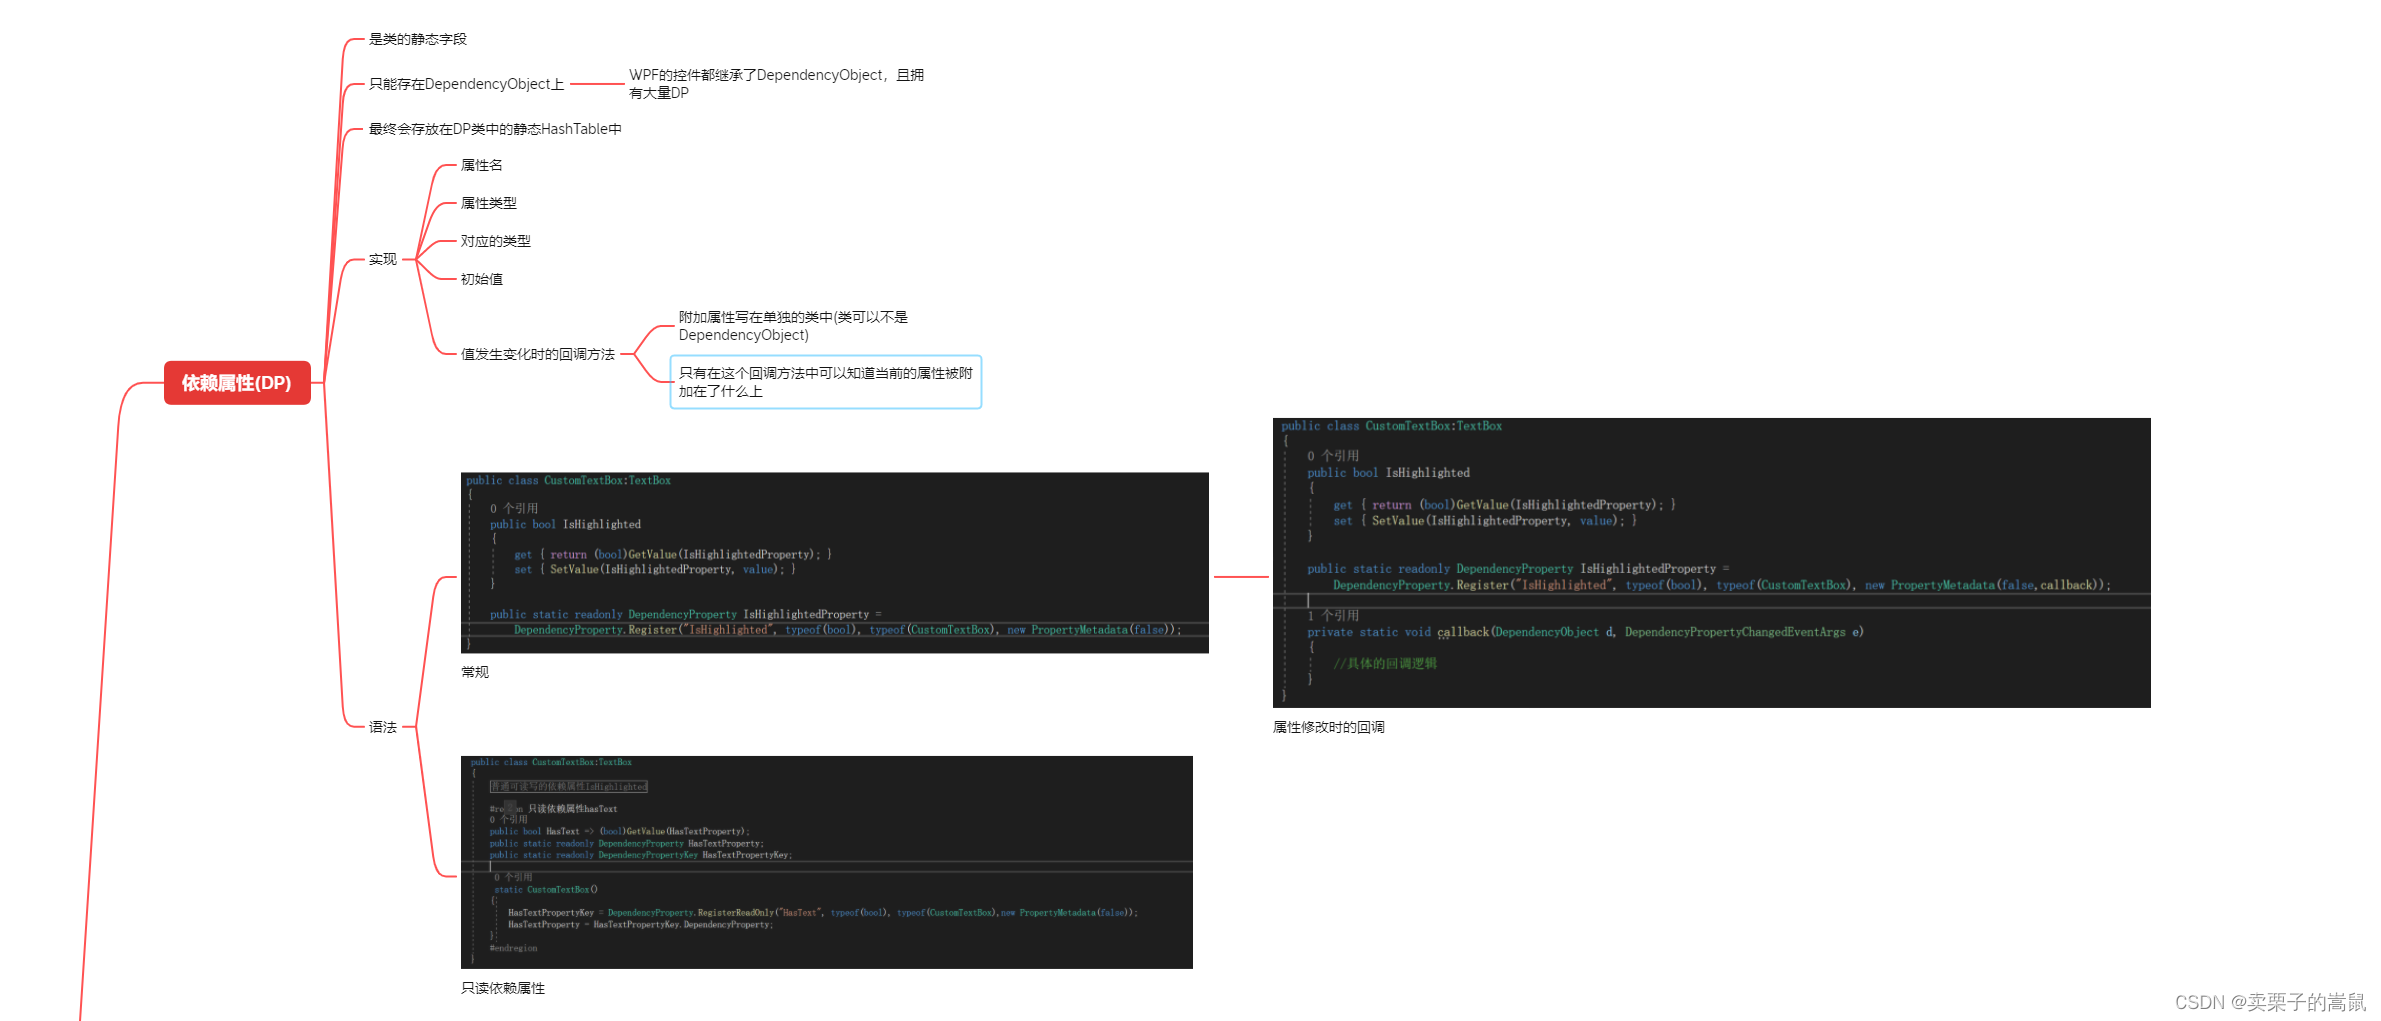 是类的静态字段
只能存在DependencyObject上
WPF的控件都继承了DependencyObject，且拥
有大量DP
最终会存放在DP类中的静态HashTable中
属性名
属性类型
对应的类型
实现
初始值
附加属性写在单独的类中(类可以不是
DependencyObject)
值发生变化时的回调方法
只有在这个回调方法中可以知道当前的属性被附
加在了什么上
依赖属性(DP)
public class CustomTextBox:TextBox
{
0 个引用
public bool IsHighlighted
{
get { return (bool)GetValue(IsHighlightedProperty); }
set { SetValue(IsHighlightedProperty, value); }
}
public static readonly DependencyProperty IsHighlightedProperty =
DependencyProperty.Register("IsHighlighted", typeof(bool), typeof(CustomTextBox), new PropertyMetadata(false));
}
常规
public class CustomTextBox:TextBox
{
0 个引用
public bool IsHighlighted
{
get { return (bool)GetValue(IsHighlightedProperty); }
set { SetValue(IsHighlightedProperty, value); }
}
public static readonly DependencyProperty IsHighlightedProperty =
DependencyProperty.Register("IsHighlighted", typeof(bool), typeof(CustomTextBox), new PropertyMetadata(false,callback));
1 个引用
private static void callback(DependencyObject d, DependencyPropertyChangedEventArgs e)
{
//具体的回调逻辑
}
}
属性修改时的回调
语法
public class CustomTextBox:TextBox
{
普通可读写的依赖属性IsHighlighted
只读依赖属性hasText
0 个引用
public bool HasText => (bool)GetValue(HasTextProperty);
public static readonly DependencyProperty HasTextProperty;
public static readonly DependencyPropertyKey HasTextPropertyKey;
0 个引用
static CustomTextBox()
{
HasTextPropertyKey = DependencyProperty.RegisterReadOnly("HasText", typeof(bool), typeof(CustomTextBox),new PropertyMetadata(false));
HasTextProperty = HasTextPropertyKey.DependencyProperty;
}
#endregion
}
只读依赖属性
CSDN @卖栗子的嵩鼠